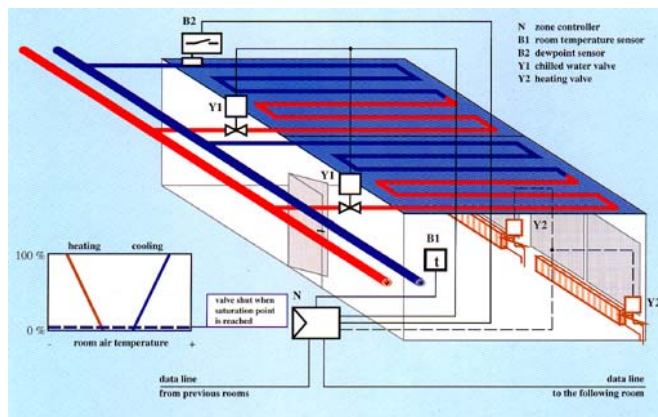 B2
N zone controller
B1 room temperature sensor
B2 dewpoint sensor
Y1 chilled water valve
Y2 heating valve
Y1
Y1
Y2
B1
t
Y2
100 %
heating
cooling
0 %
-
room air temperature
+
valve shut when
saturation point
is reached
N
data line
from previous rooms
data line
to the following room